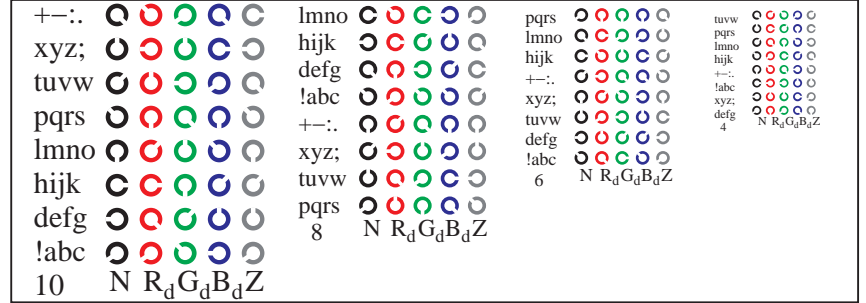 +−:.
xyz;
tuvw
pqrs
lmno
hijk
defg
!abc
10 N R_d G_d B_d Z
lmno
hijk
defg
!abc
+−:.
xyz;
tuvw
pqrs
8 N R_d G_d B_d Z
pqrs
lmno
hijk
+−:.
xyz;
tuvw
defg
!abc
6 N R_d G_d B_d Z
tuvw
pqrs
lmno
hijk
+−:.
!abc
xyz;
defg
4 N R_d G_d B_d Z